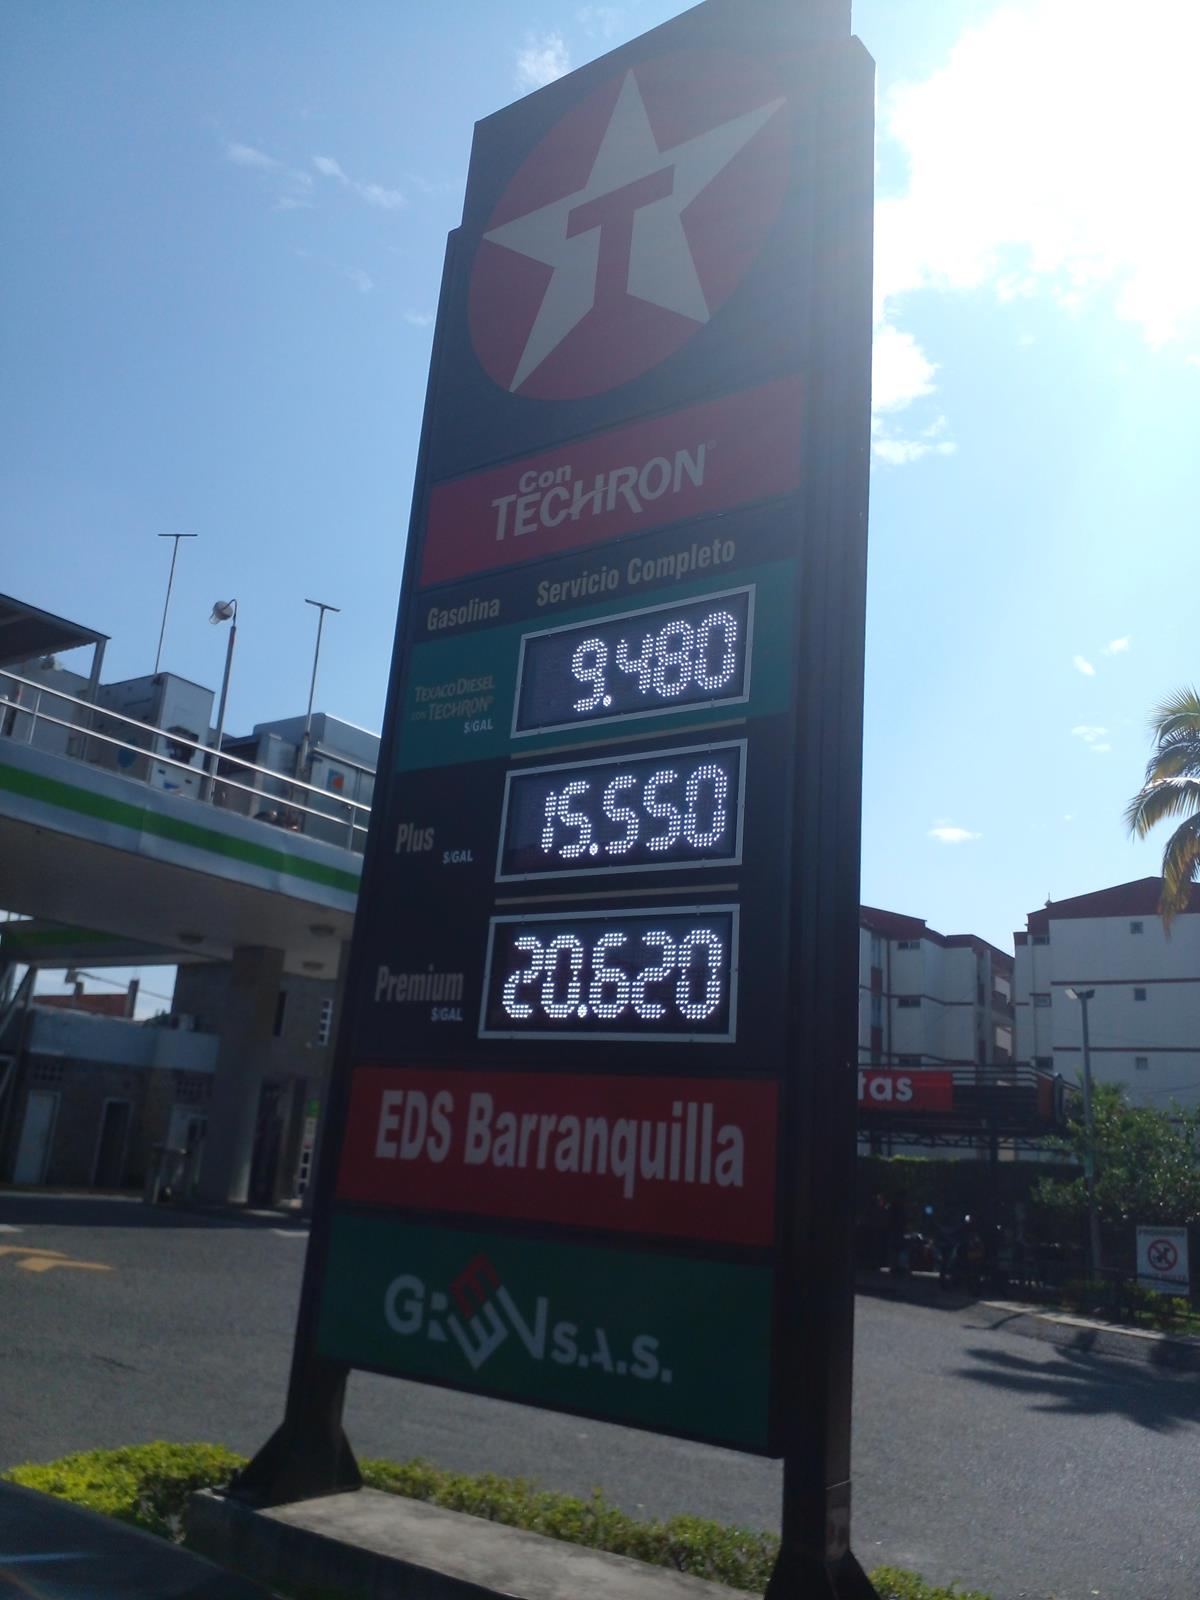 T
Con
TECHRON
Gasolina Servicio Completo
TEXACO DIESEL
CON TECHRON®
$/GAL
9.480
Plus $/GAL
15.550
Premium
$/GAL
20.620
EDS Barranquilla
GREEN S.A.S.
tas